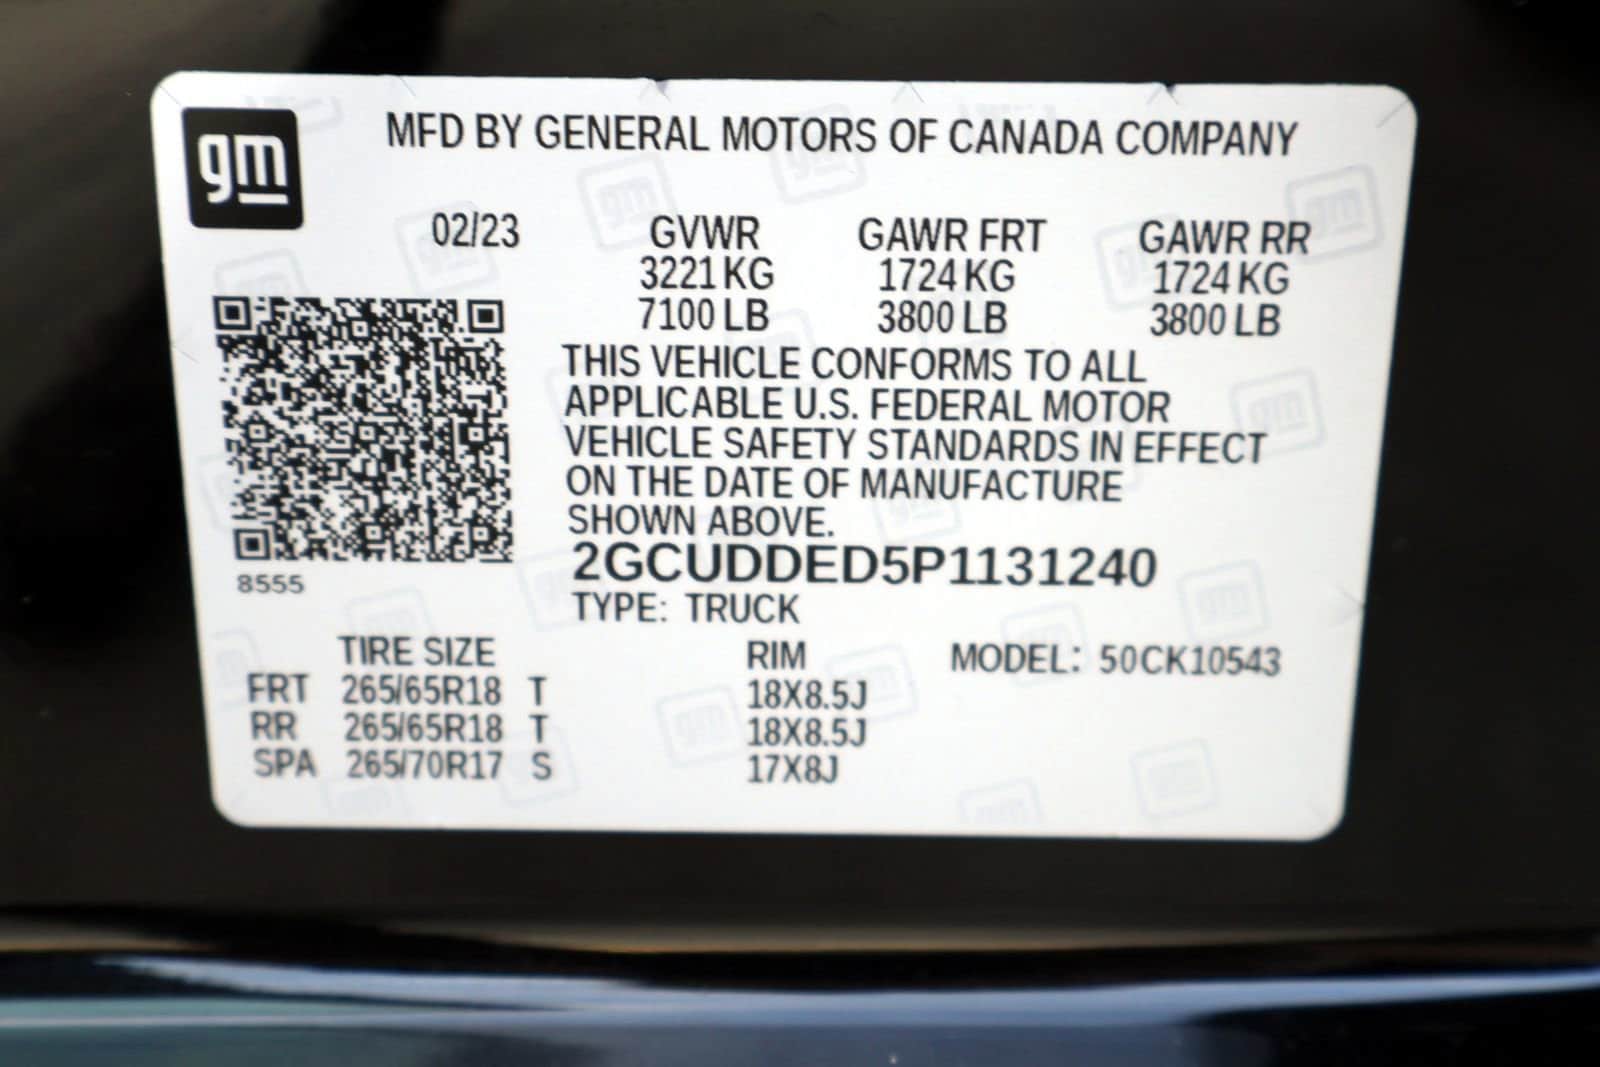 gm
MFD BY GENERAL MOTORS OF CANADA COMPANY
02/23 GVWR GAWR FRT GAWR RR
3221 KG 1724 KG 1724 KG
7100 LB 3800 LB 3800 LB
THIS VEHICLE CONFORMS TO ALL
APPLICABLE U.S. FEDERAL MOTOR
VEHICLE SAFETY STANDARDS IN EFFECT
ON THE DATE OF MANUFACTURE
SHOWN ABOVE.
2GCUDDED5P1131240
8555
TYPE: TRUCK
TIRE SIZE RIM MODEL: 50CK10543
FRT 265/65R18 T 18X8.5J
RR 265/65R18 T 18X8.5J
SPA 265/70R17 S 17X8J